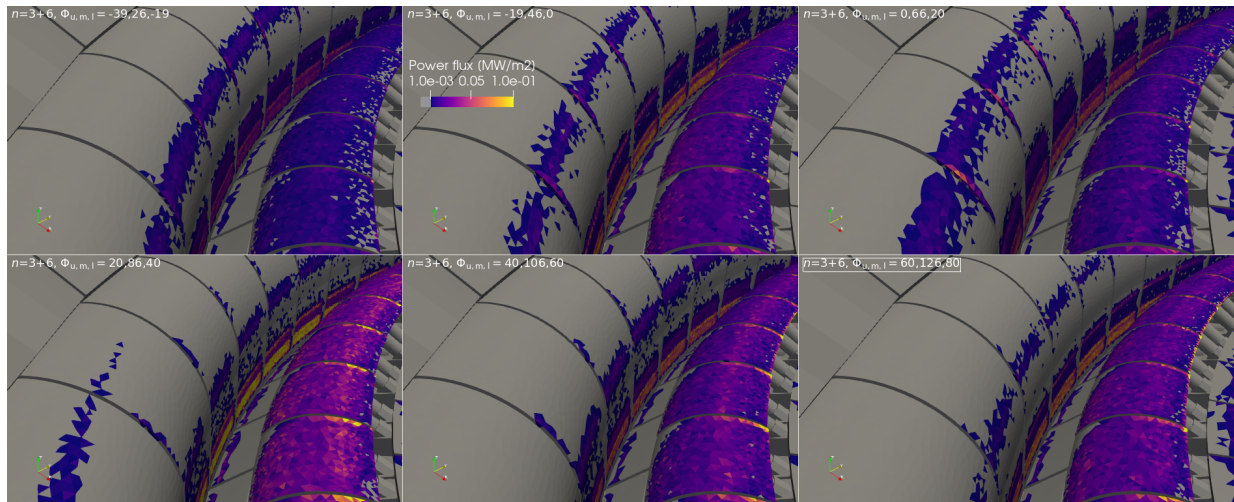 n=3+6, Φu,m,l = -39,26,-19
n=3+6, Φu,m,l = -19,46,0
n=3+6, Φu,m,l = 0,66,20
Power flux (MW/m2)
1.0e-03 0.05 1.0e-01
n=3+6, Φu,m,l = 20,86,40
n=3+6, Φu,m,l = 40,106,60
n=3+6, Φu,m,l = 60,126,80